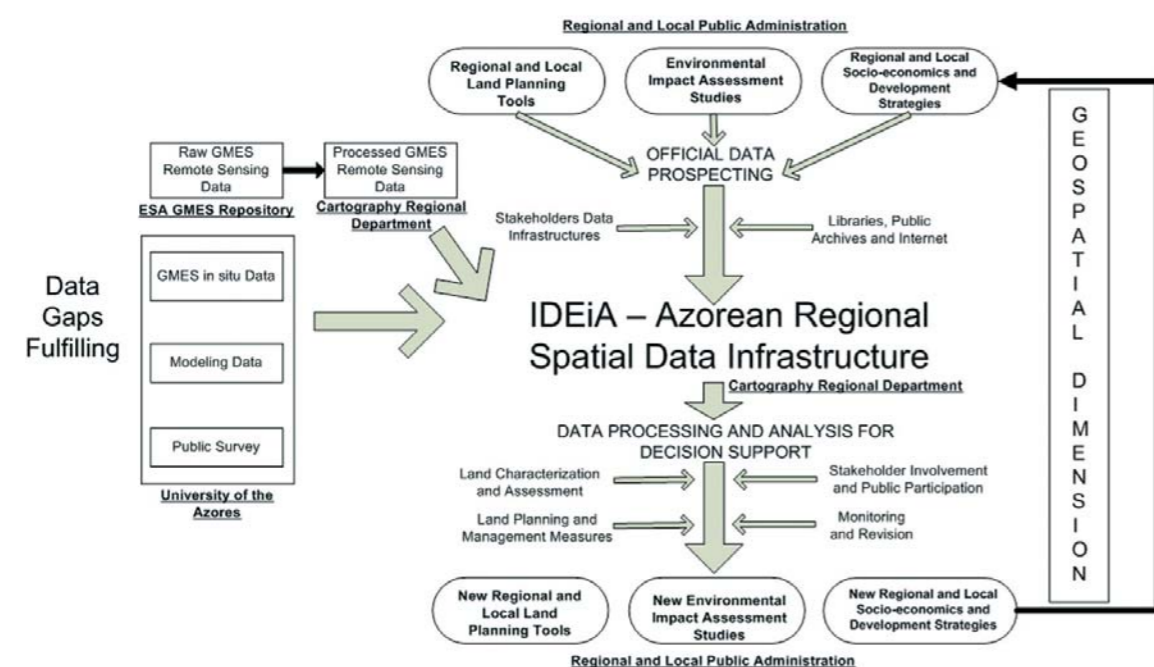 Regional and Local Public Administration
Regional and Local
Land Planning
Tools
Environmental
Impact Assessment
Studies
Regional and Local
Socio-economics and
Development
Strategies
OFFICIAL DATA
PROSPECTING
Stakeholders Data
Infrastructures
Libraries, Public
Archives and Internet
Raw GMES
Remote Sensing
Data
ESA GMES Repository
Processed GMES
Remote Sensing
Data
Cartography Regional
Department
Data
Gaps
Fulfilling
GMES in situ Data
Modeling Data
Public Survey
University of the
Azores
IDEiA – Azorean Regional
Spatial Data Infrastructure
Cartography Regional Department
DATA PROCESSING AND ANALYSIS FOR
DECISION SUPPORT
Land Characterization
and Assessment
Stakeholder Involvement
and Public Participation
Land Planning and
Management Measures
Monitoring
and Revision
New Regional and
Local Land
Planning Tools
New Environmental
Impact Assessment
Studies
New Regional and Local
Socio-economics and
Development Strategies
Regional and Local Public Administration
GEOSPATIAL DIMENSION